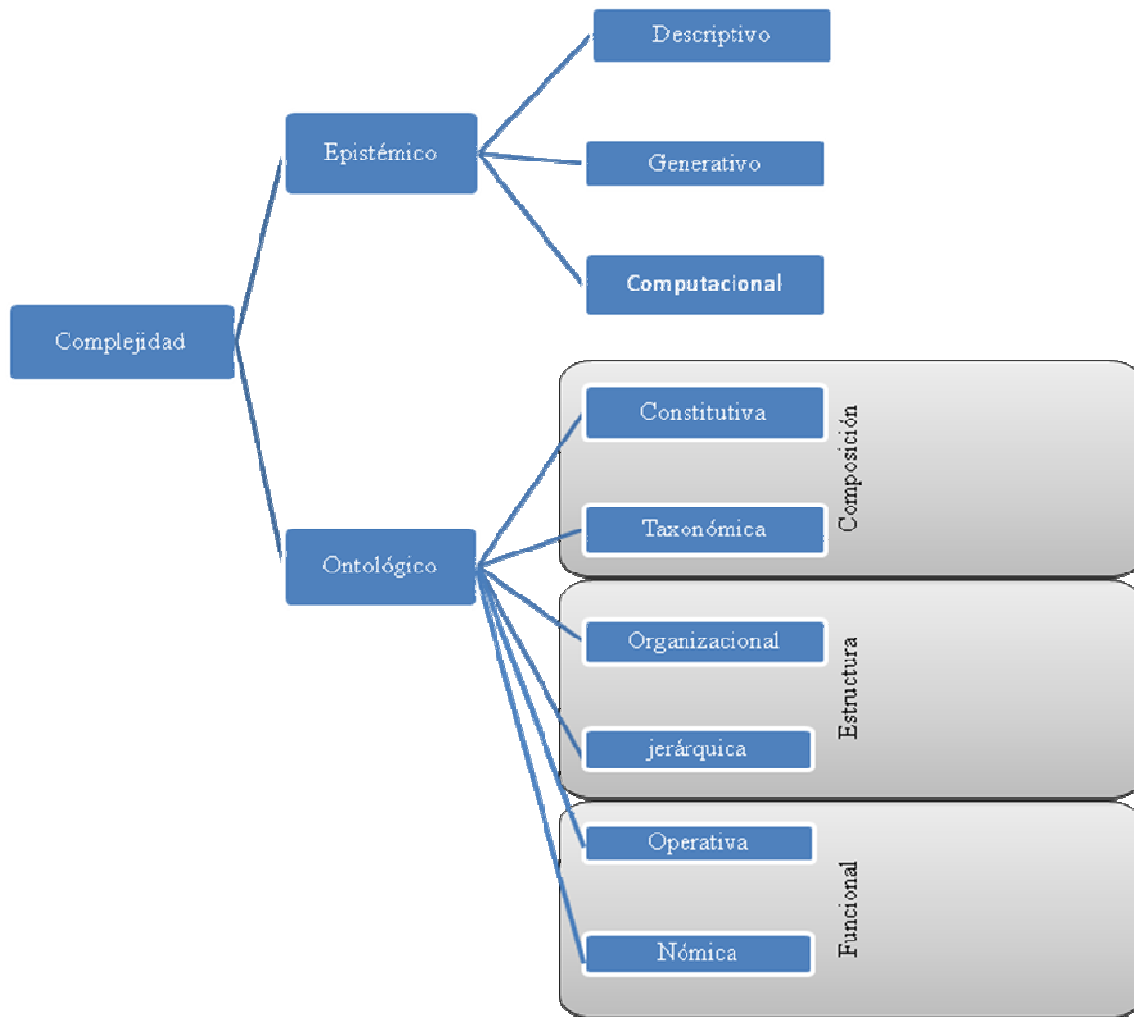 Descriptivo
Epistémico
Generativo
Computacional
Complejidad
Constitutiva
Composición
Taxonómica
Ontológico
Organizacional
Estructura
jerárquica
Operativa
Funcional
Nómica